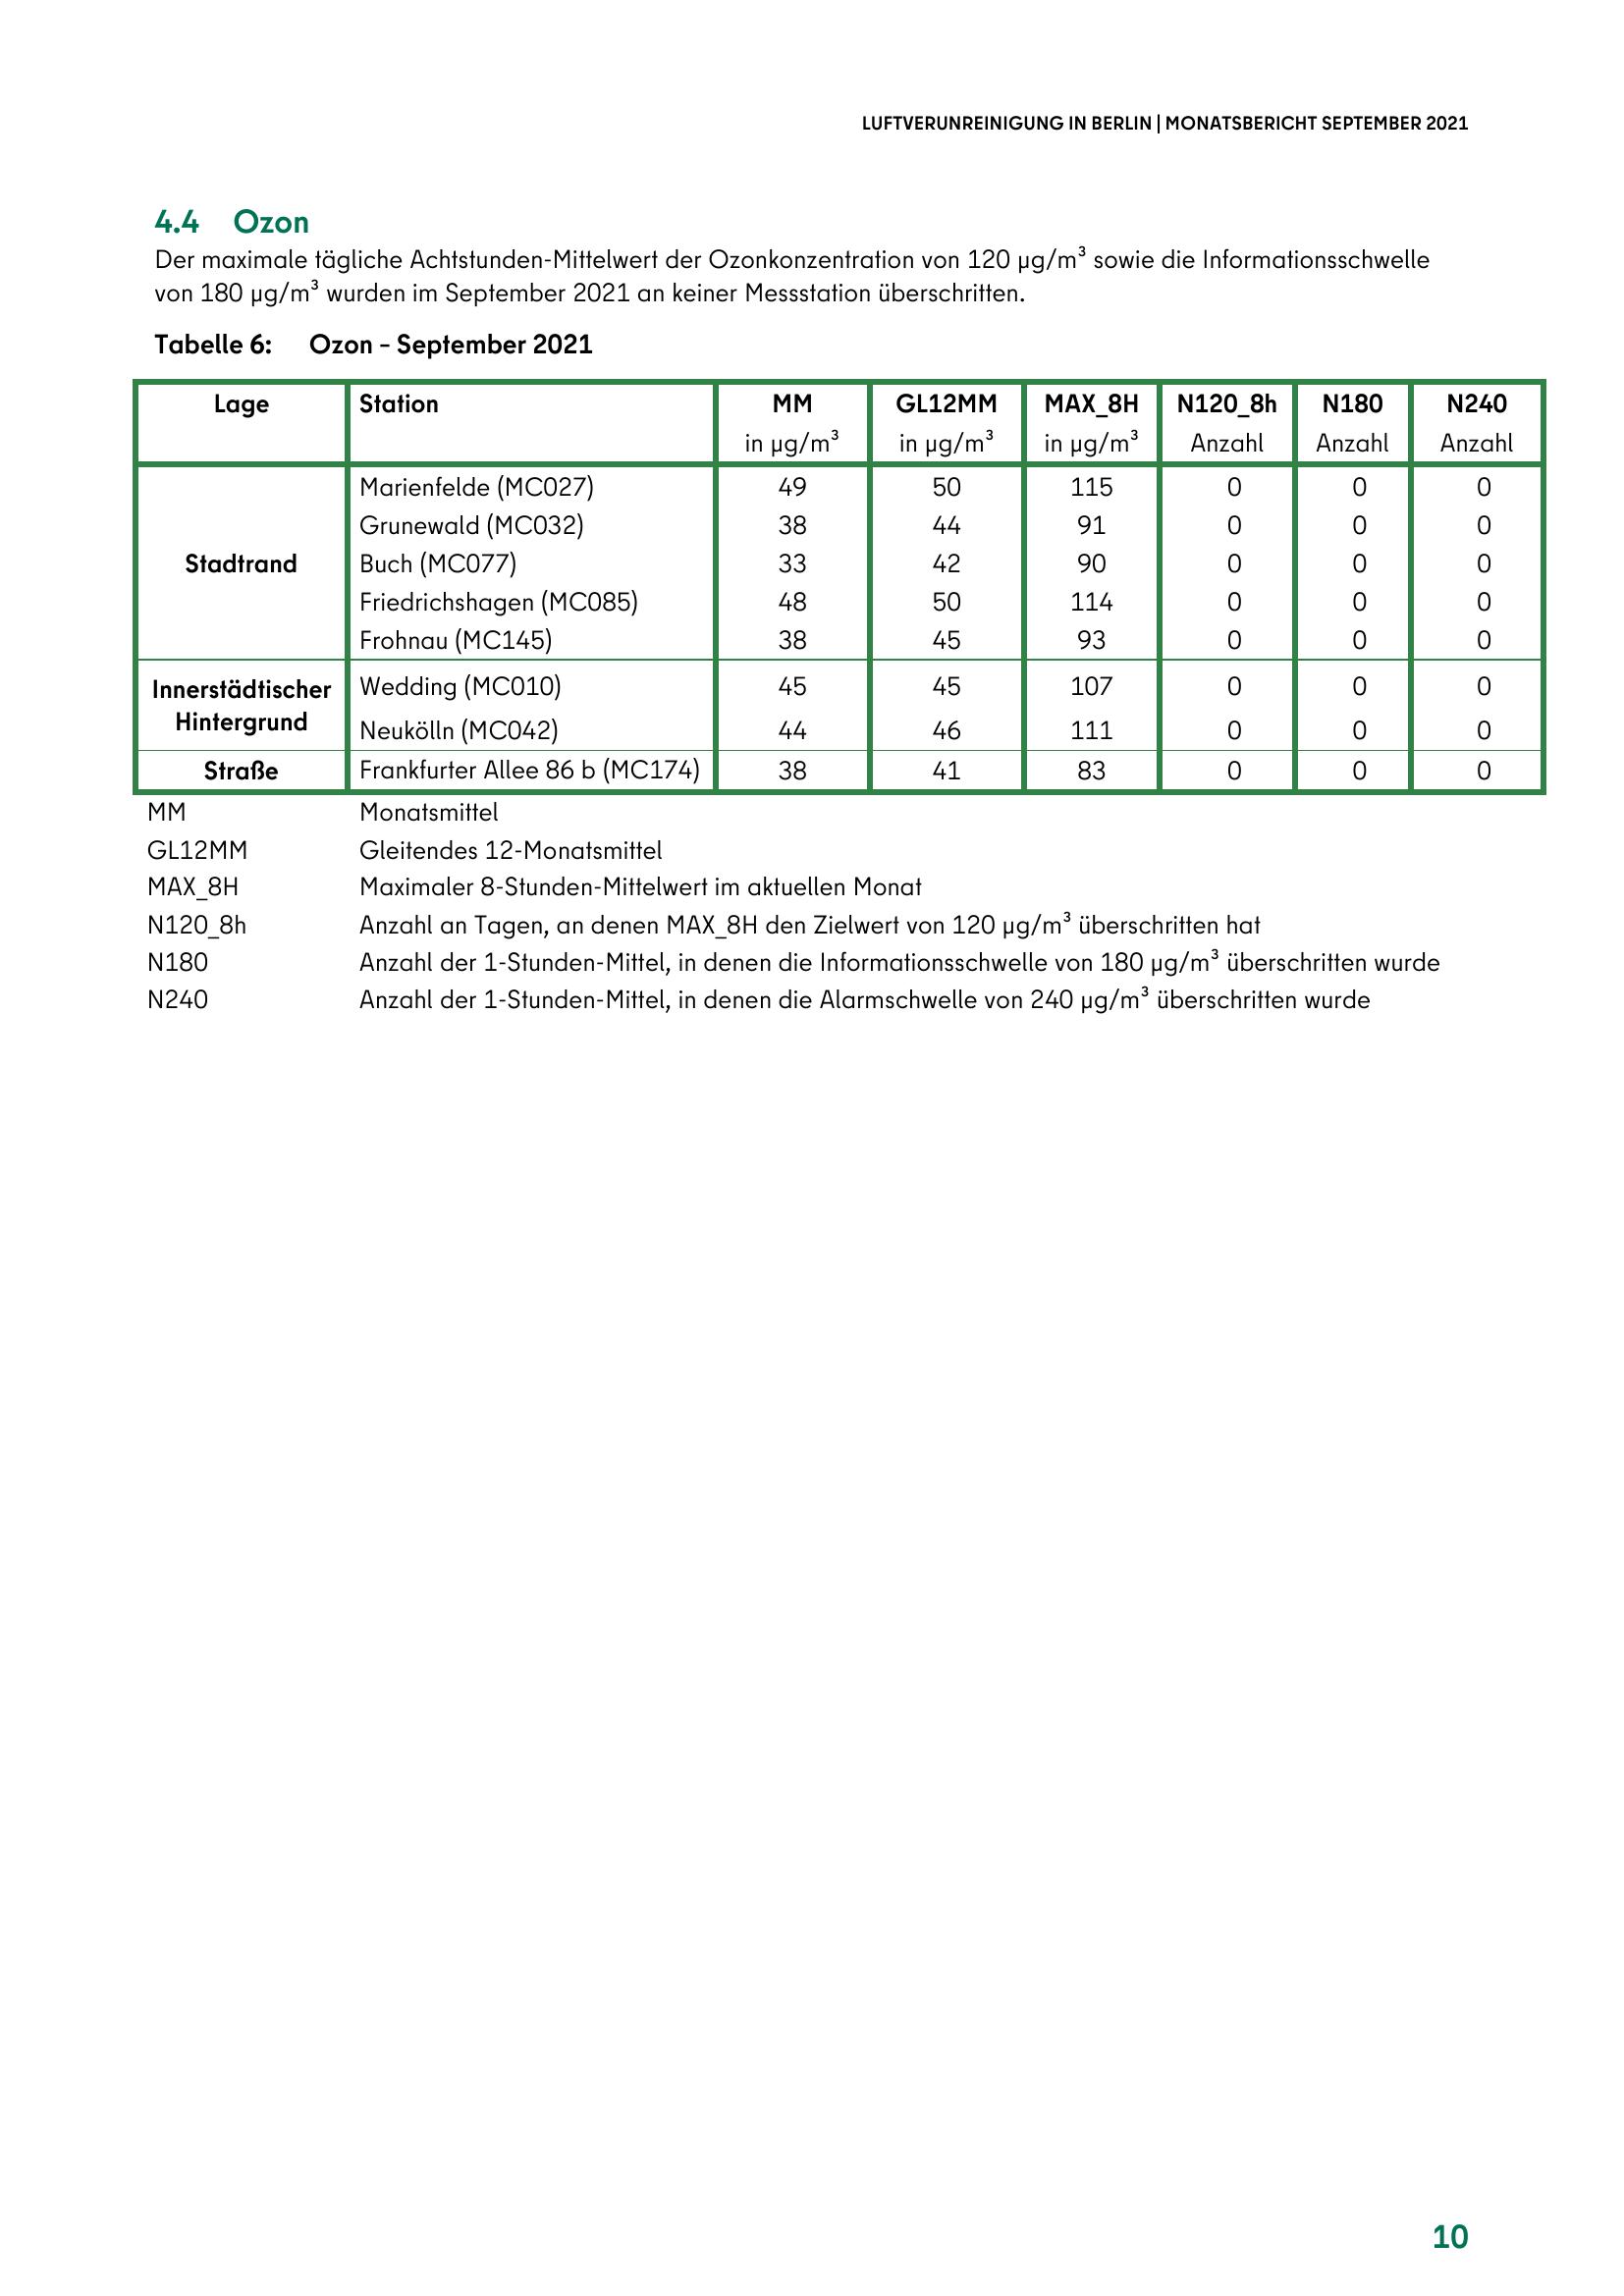 LUFTVERUNREINIGUNG IN BERLIN | MONATSBERICHT SEPTEMBER 2021
4.4 Ozon
Der maximale tägliche Achtstunden-Mittelwert der Ozonkonzentration von 120 µg/m³ sowie die Informationsschwelle
von 180 µg/m³ wurden im September 2021 an keiner Messstation überschritten.
Tabelle 6: Ozon – September 2021
Lage Station MM GL12MM MAX_8H N120_8h N180 N240
in µg/m³ in µg/m³ in µg/m³ Anzahl Anzahl Anzahl
Marienfelde (MC027) 49 50 115 0 0 0
Grunewald (MC032) 38 44 91 0 0 0
Stadtrand Buch (MC077) 33 42 90 0 0 0
Friedrichshagen (MC085) 48 50 114 0 0 0
Frohnau (MC145) 38 45 93 0 0 0
Innerstädtischer Wedding (MC010) 45 45 107 0 0 0
Hintergrund Neukölln (MC042) 44 46 111 0 0 0
Straße Frankfurter Allee 86 b (MC174) 38 41 83 0 0 0
MM Monatsmittel
GL12MM Gleitendes 12-Monatsmittel
MAX_8H Maximaler 8-Stunden-Mittelwert im aktuellen Monat
N120_8h Anzahl an Tagen, an denen MAX_8H den Zielwert von 120 µg/m³ überschritten hat
N180 Anzahl der 1-Stunden-Mittel, in denen die Informationsschwelle von 180 µg/m³ überschritten wurde
N240 Anzahl der 1-Stunden-Mittel, in denen die Alarmschwelle von 240 µg/m³ überschritten wurde
10